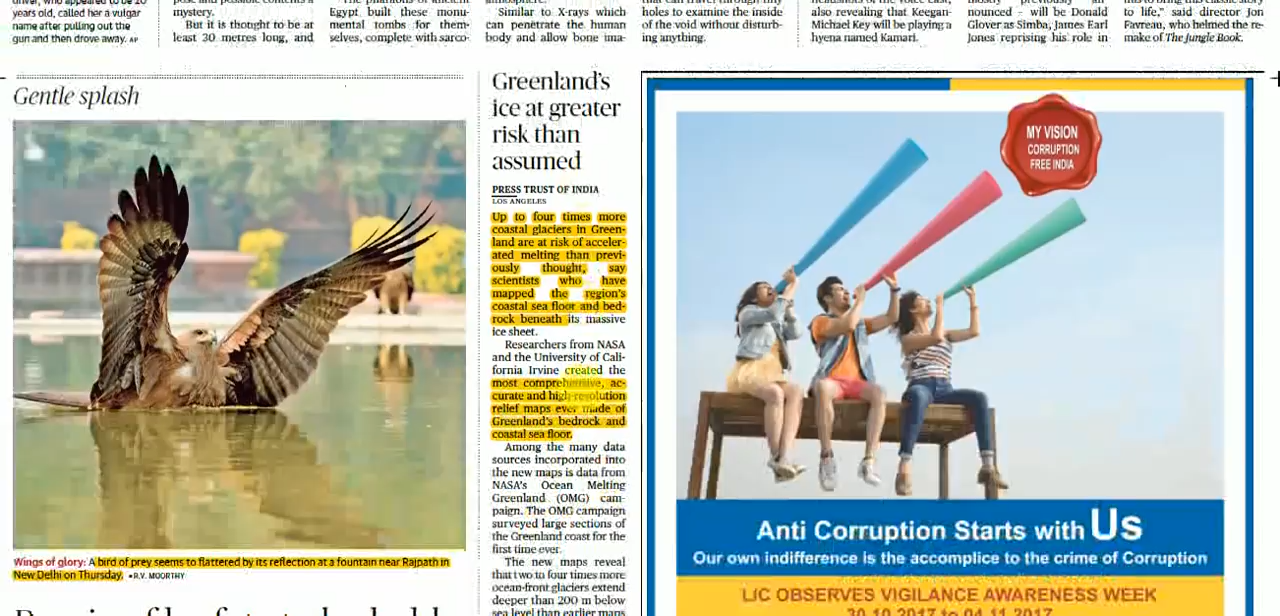 driver, who appeared to be 20
years old, called her a vulgar
name after pulling out the
gun and then drove away. AP
mystery.
But it is thought to be at
least 30 metres long, and
Egypt built these monu-
mental tombs for them-
selves, complete with sarco-
atmosphere.
Similar to X-rays which
can penetrate the human
body and allow bone ima-
holes to examine the inside
of the void without disturb-
ing anything.
also revealing that Keegan-
Michael Key will be playing a
hyena named Kamari.
nounced – will be Donald
Glover as Simba, James Earl
Jones reprising his role in
to life,” said director Jon
Favreau, who helmed the re-
make of The Jungle Book.
Gentle splash
Wings of glory: A bird of prey seems to flattered by its reflection at a fountain near Rajpath in
New Delhi on Thursday. •R.V. MOORTHY
Greenland’s
ice at greater
risk than
assumed
PRESS TRUST OF INDIA
LOS ANGELES
Up to four times more
coastal glaciers in Green-
land are at risk of acceler-
ated melting than previ-
ously thought, say
scientists who have
mapped the region’s
coastal sea floor and bed-
rock beneath its massive
ice sheet.
Researchers from NASA
and the University of Cali-
fornia Irvine created the
most comprehensive, ac-
curate and high-resolution
relief maps ever made of
Greenland’s bedrock and
coastal sea floor.
Among the many data
sources incorporated into
the new maps is data from
NASA’s Ocean Melting
Greenland (OMG) cam-
paign. The OMG campaign
surveyed large sections of
the Greenland coast for the
first time ever.
The new maps reveal
that two to four times more
ocean-front glaciers extend
deeper than 200 m below
sea level than earlier maps
MY VISION
CORRUPTION
FREE INDIA
Anti Corruption Starts with Us
Our own indifference is the accomplice to the crime of Corruption
LIC OBSERVES VIGILANCE AWARENESS WEEK
30.10.2017 to 04.11.2017